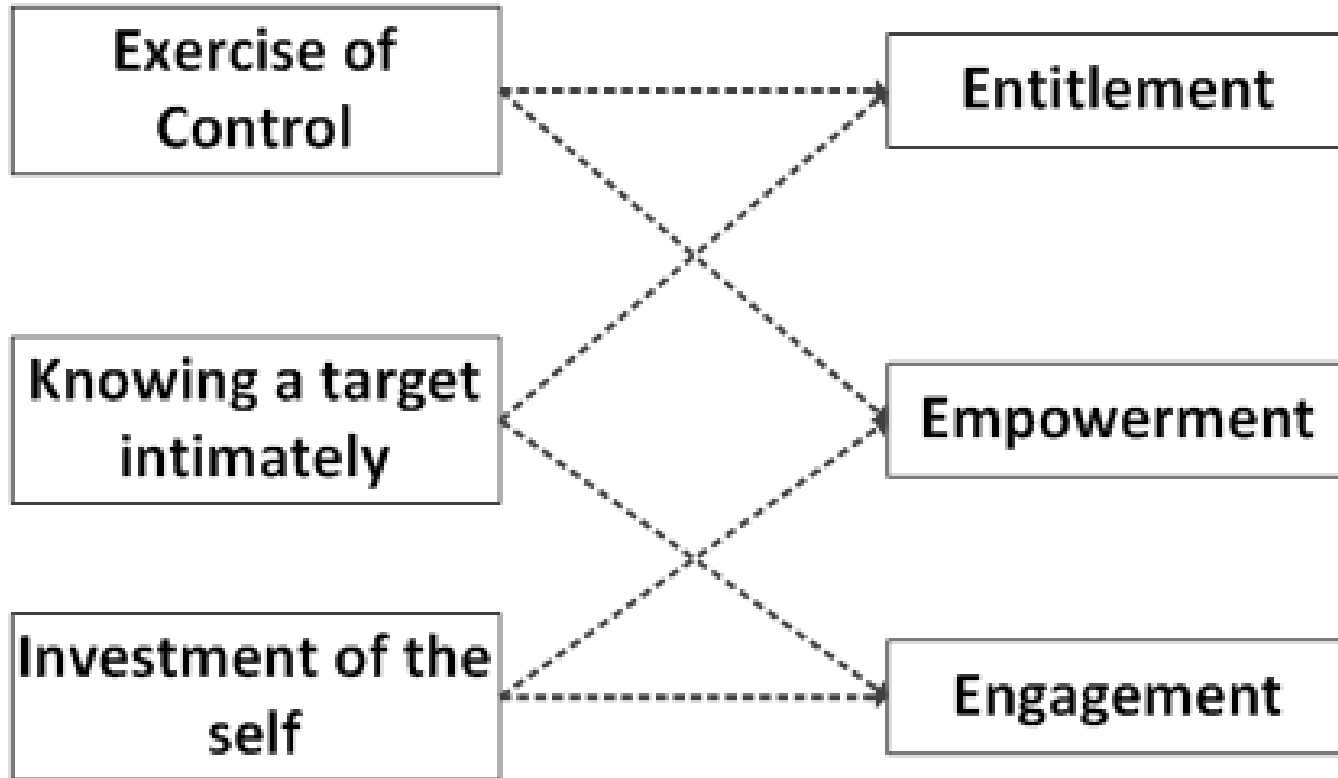 Exercise of
Control
Entitlement
Knowing a target
intimately
Empowerment
Investment of the
self
Engagement